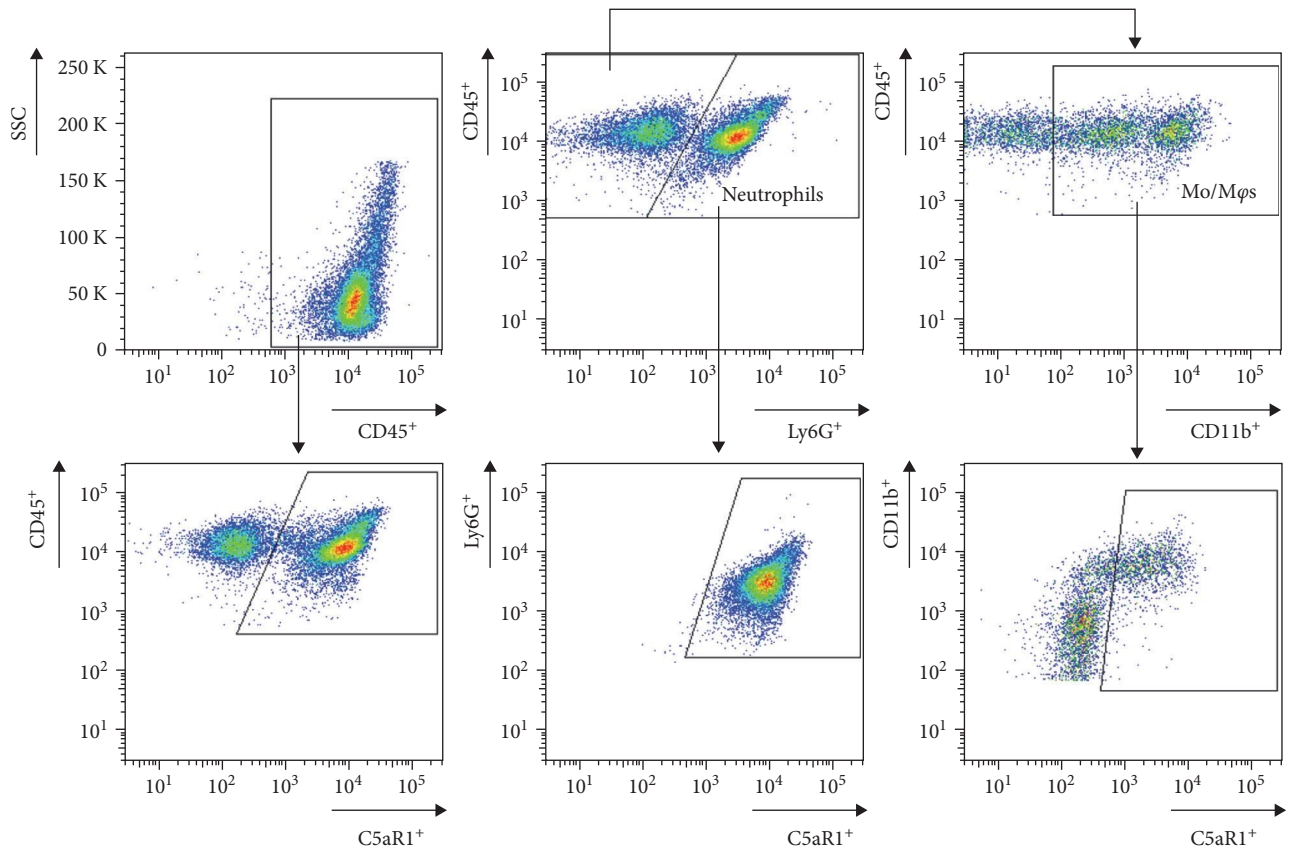 SSC
250 K
200 K
150 K
100 K
50 K
0
10¹ 10² 10³ 10⁴ 10⁵
CD45⁺
CD45⁺
10⁵
10⁴
10³
10²
10¹
Neutrophils
10¹ 10² 10³ 10⁴ 10⁵
Ly6G⁺
CD45⁺
10⁵
10⁴
10³
10²
10¹
Mo/Mφs
10¹ 10² 10³ 10⁴ 10⁵
CD11b⁺
CD45⁺
10⁵
10⁴
10³
10²
10¹
10¹ 10² 10³ 10⁴ 10⁵
C5aR1⁺
Ly6G⁺
10⁵
10⁴
10³
10²
10¹
10¹ 10² 10³ 10⁴ 10⁵
C5aR1⁺
CD11b⁺
10⁵
10⁴
10³
10²
10¹
10¹ 10² 10³ 10⁴ 10⁵
C5aR1⁺